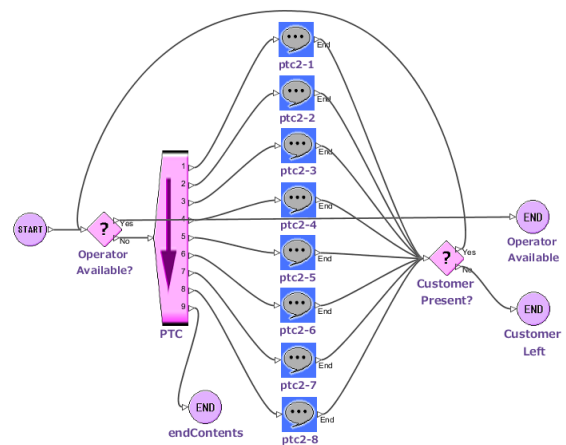 START
?
Operator
Available?
Yes
No
1
2
3
4
5
6
7
8
9
PTC
END
endContents
End
ptc2-1
End
ptc2-2
End
ptc2-3
End
ptc2-4
End
ptc2-5
End
ptc2-6
End
ptc2-7
End
ptc2-8
?
Customer
Present?
Yes
No
END
Operator
Available
END
Customer
Left